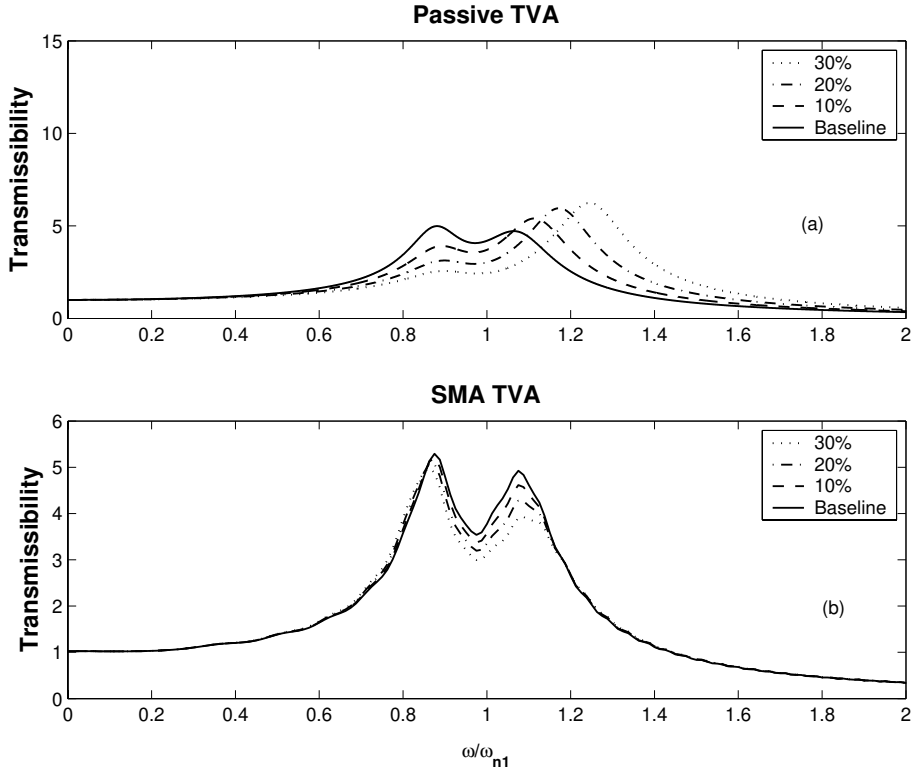 Passive TVA
15
10
5
0
Transmissibility
30%
20%
10%
Baseline
(a)
0 0.2 0.4 0.6 0.8 1 1.2 1.4 1.6 1.8 2
SMA TVA
6
5
4
3
2
1
0
Transmissibility
30%
20%
10%
Baseline
(b)
0 0.2 0.4 0.6 0.8 1 1.2 1.4 1.6 1.8 2
ω/ωn1